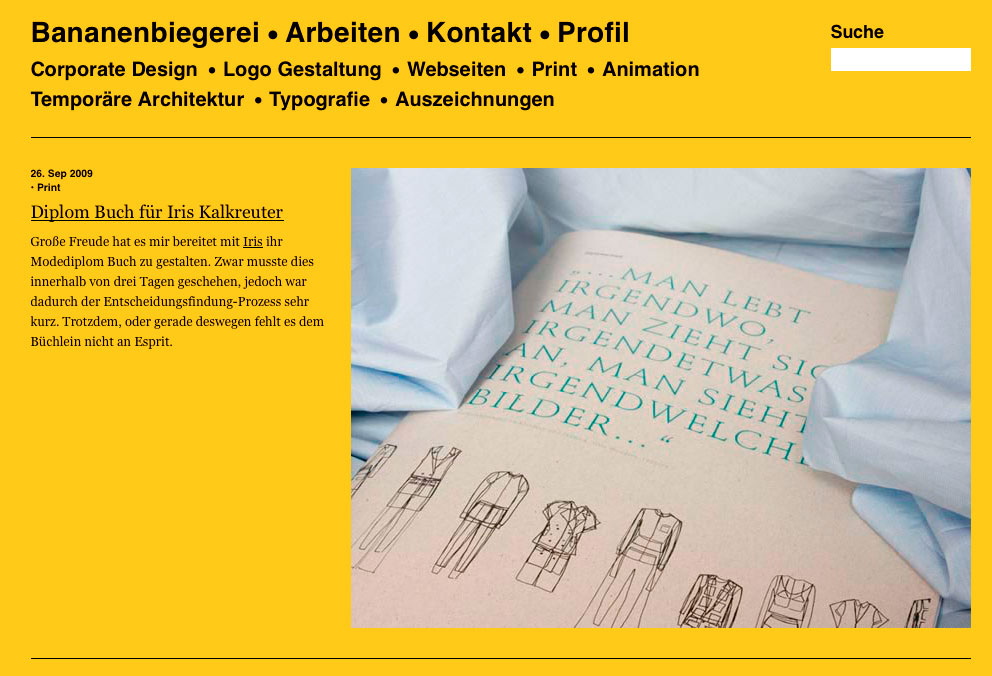 Bananenbiegerei • Arbeiten • Kontakt • Profil
Suche
Corporate Design • Logo Gestaltung • Webseiten • Print • Animation
Temporäre Architektur • Typografie • Auszeichnungen
26. Sep 2009
· Print
Diplom Buch für Iris Kalkreuter
Große Freude hat es mir bereitet mit Iris ihr
Modediplom Buch zu gestalten. Zwar musste dies
innerhalb von drei Tagen geschehen, jedoch war
dadurch der Entscheidungsfindung-Prozess sehr
kurz. Trotzdem, oder gerade deswegen fehlt es dem
Büchlein nicht an Esprit.
„...MAN LEBT
IRGENDWO,
MAN ZIEHT SIC
IRGENDETWAS
AN, MAN SIEHT
IRGENDWELCHE
BILDER...“